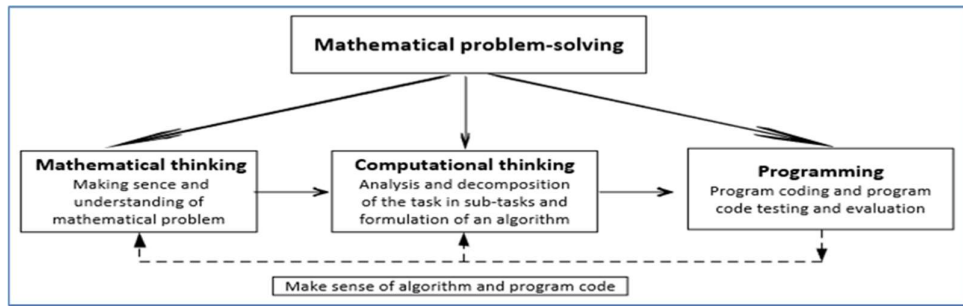 Mathematical problem-solving
Mathematical thinking
Making sence and
understanding of
mathematical problem
Computational thinking
Analysis and decomposition
of the task in sub-tasks and
formulation of an algorithm
Programming
Program coding and program
code testing and evaluation
Make sense of algorithm and program code